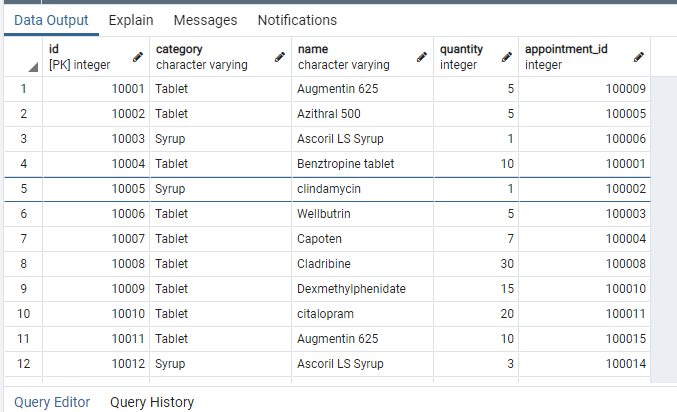 Data Output Explain Messages Notifications
id category name quantity appointment_id
[PK] integer character varying character varying integer integer
1 10001 Tablet Augmentin 625 5 100009
2 10002 Tablet Azithral 500 5 100005
3 10003 Syrup Ascoril LS Syrup 1 100006
4 10004 Tablet Benztropine tablet 10 100001
5 10005 Syrup clindamycin 1 100002
6 10006 Tablet Wellbutrin 5 100003
7 10007 Tablet Capoten 7 100004
8 10008 Tablet Cladribine 30 100008
9 10009 Tablet Dexmethylphenidate 15 100010
10 10010 Tablet citalopram 20 100011
11 10011 Tablet Augmentin 625 10 100015
12 10012 Syrup Ascoril LS Syrup 3 100014
Query Editor Query History